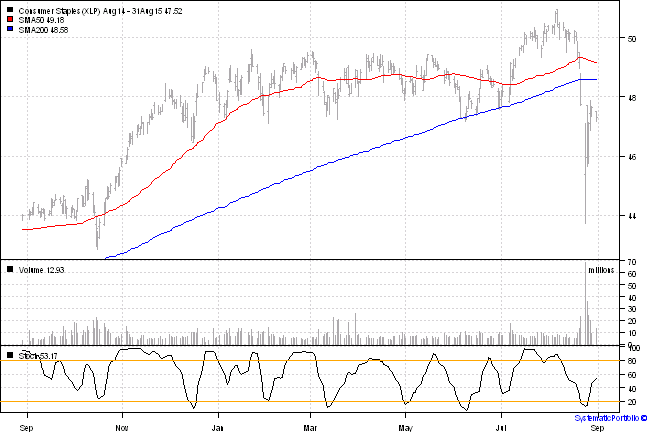 Consumer Staples (XLP) Aug14 - 31Aug15 47.52
SMA50 49.18
SMA200 48.58
50
48
46
44
Volume 12.93
millions
70
60
50
40
30
20
10
0
Stoch 53.17
100
80
60
40
20
Sep Nov Jan Mar May Jul Sep
SystematicPortfolio ©